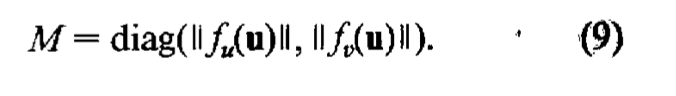 M = diag(‖f_u(𝐮)‖, ‖f_v(𝐮)‖). (9)